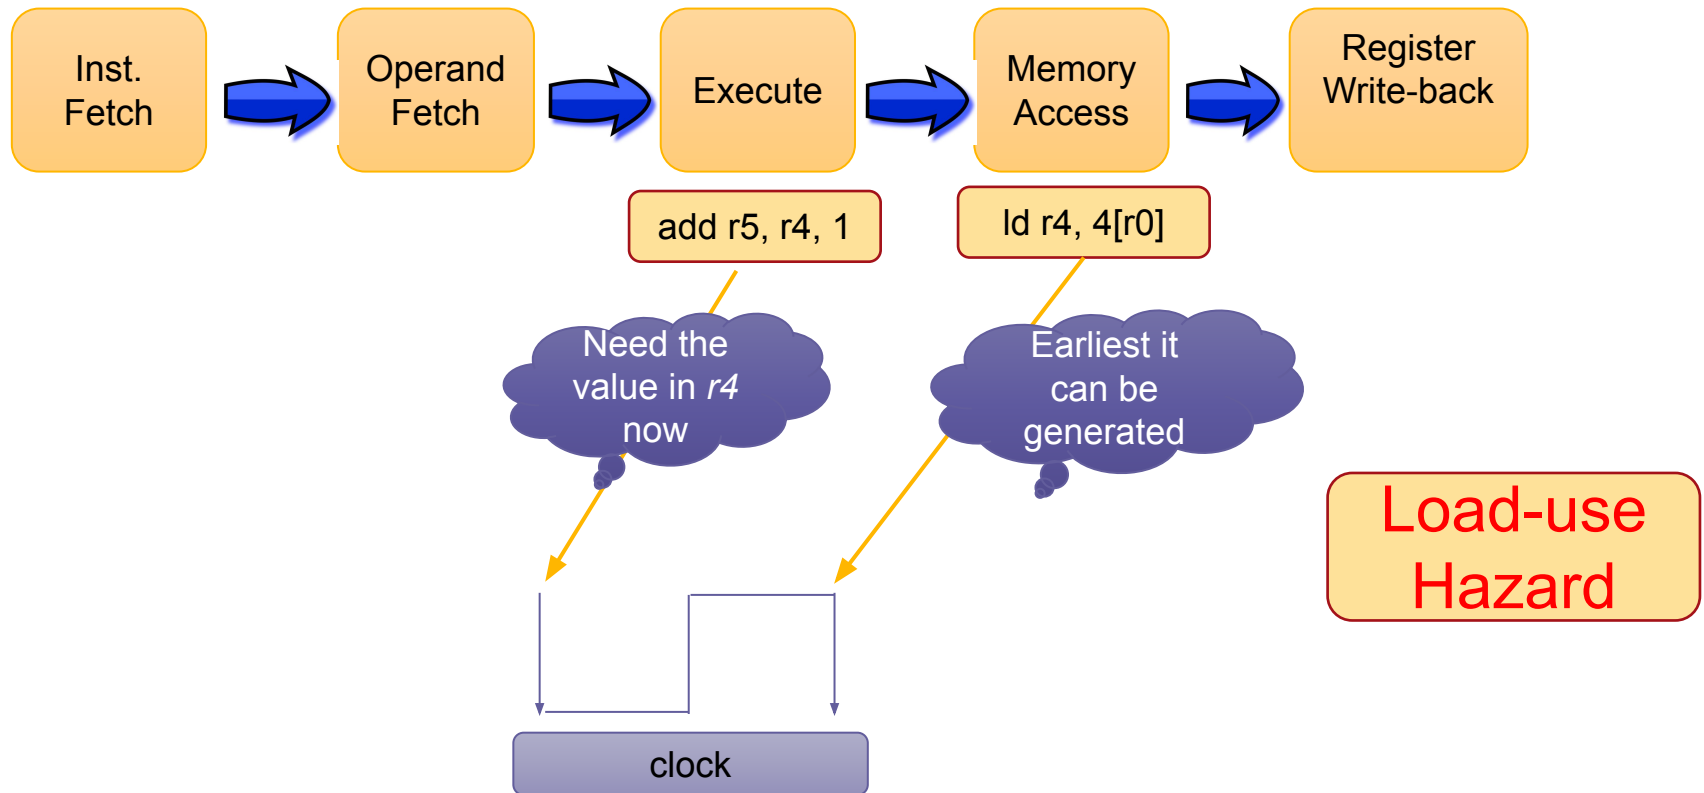 Inst.
Fetch
Operand
Fetch
Execute
Memory
Access
Register
Write-back
add r5, r4, 1
ld r4, 4[r0]
Need the
value in r4
now
Earliest it
can be
generated
Load-use
Hazard
clock